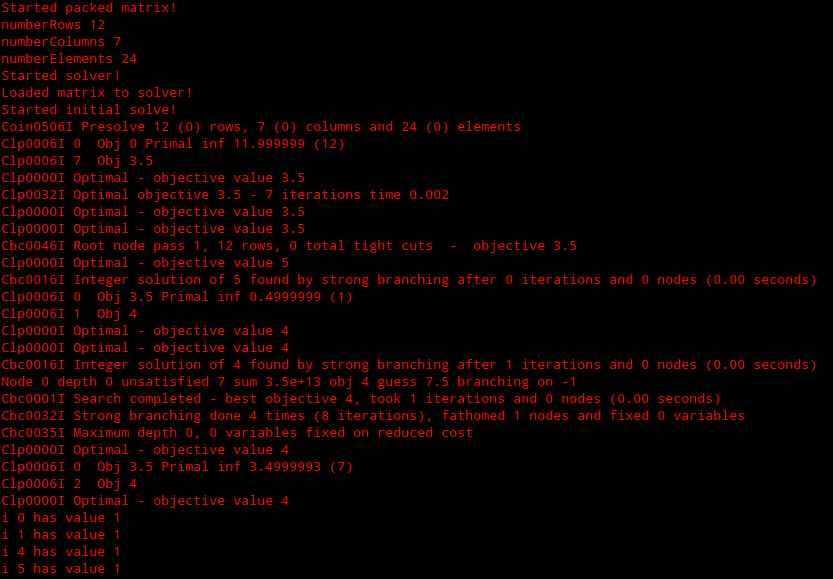 Started packed matrix!
numberRows 12
numberColumns 7
numberElements 24
Started solver!
Loaded matrix to solver!
Started initial solve!
Coin0506I Presolve 12 (0) rows, 7 (0) columns and 24 (0) elements
Clp0006I 0  Obj 0 Primal inf 11.999999 (12)
Clp0006I 7  Obj 3.5
Clp0000I Optimal - objective value 3.5
Clp0032I Optimal objective 3.5 - 7 iterations time 0.002
Clp0000I Optimal - objective value 3.5
Clp0000I Optimal - objective value 3.5
Cbc0046I Root node pass 1, 12 rows, 0 total tight cuts  -  objective 3.5
Clp0000I Optimal - objective value 5
Cbc0016I Integer solution of 5 found by strong branching after 0 iterations and 0 nodes (0.00 seconds)
Clp0006I 0  Obj 3.5 Primal inf 0.4999999 (1)
Clp0006I 1  Obj 4
Clp0000I Optimal - objective value 4
Clp0000I Optimal - objective value 4
Cbc0016I Integer solution of 4 found by strong branching after 1 iterations and 0 nodes (0.00 seconds)
Node 0 depth 0 unsatisfied 7 sum 3.5e+13 obj 4 guess 7.5 branching on -1
Cbc0001I Search completed - best objective 4, took 1 iterations and 0 nodes (0.00 seconds)
Cbc0032I Strong branching done 4 times (8 iterations), fathomed 1 nodes and fixed 0 variables
Cbc0035I Maximum depth 0, 0 variables fixed on reduced cost
Clp0000I Optimal - objective value 4
Clp0006I 0  Obj 3.5 Primal inf 3.4999993 (7)
Clp0006I 2  Obj 4
Clp0000I Optimal - objective value 4
i 0 has value 1
i 1 has value 1
i 4 has value 1
i 5 has value 1